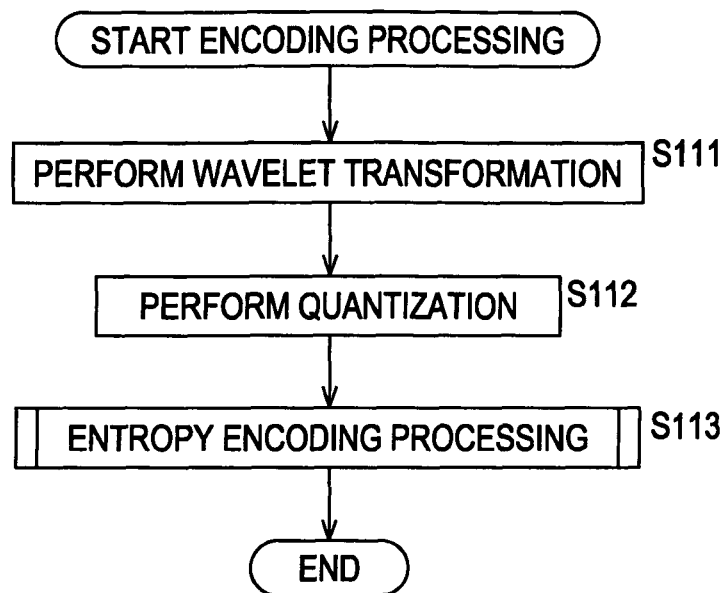 START ENCODING PROCESSING
PERFORM WAVELET TRANSFORMATION
S111
PERFORM QUANTIZATION
S112
ENTROPY ENCODING PROCESSING
S113
END